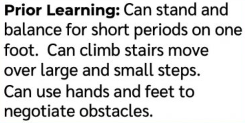 Prior Learning: Can stand and
balance for short periods on one
foot.  Can climb stairs move
over large and small steps.
Can use hands and feet to
negotiate obstacles.